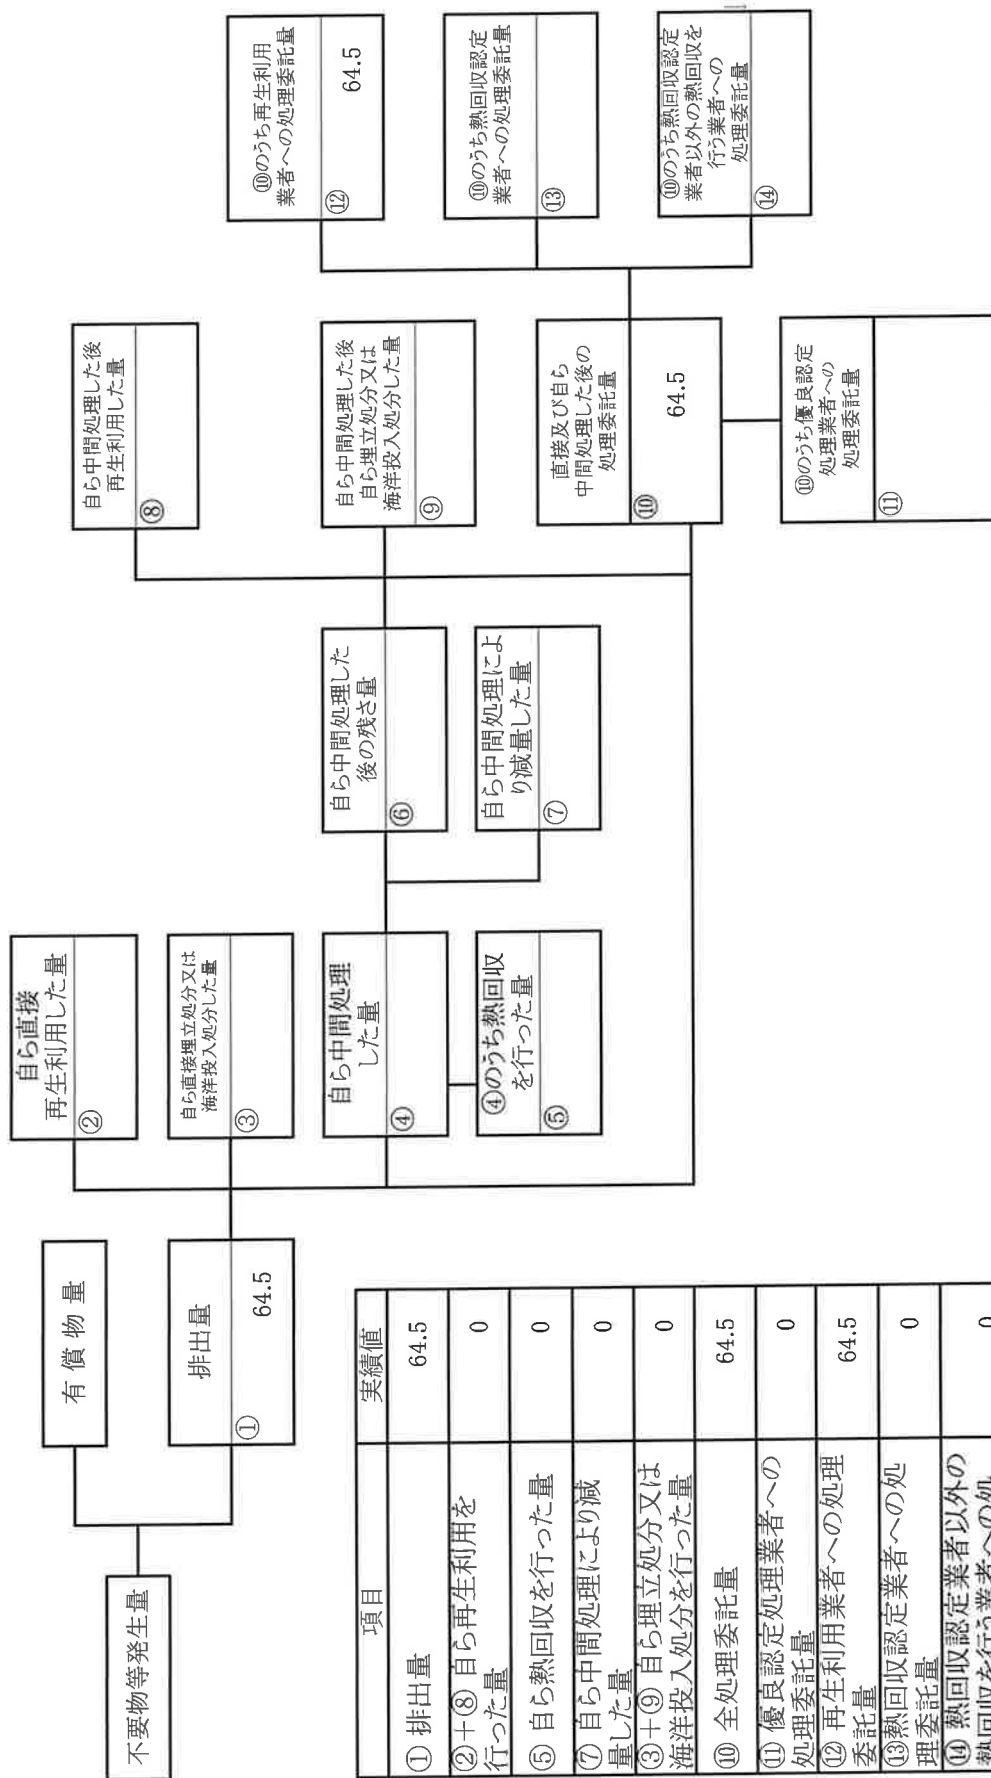 不要物等発生量
有 償 物 量
排出量
①
64.5
自ら直接
再生利用した量
②
自ら直接埋立処分又は
海洋投入処分した量
③
自ら中間処理
した量
④
④のうち熱回収
を行った量
⑤
自ら中間処理した
後の残さ量
⑥
自ら中間処理によ
り減量した量
⑦
自ら中間処理した後
再生利用した量
⑧
自ら中間処理した後
自ら埋立処分又は
海洋投入処分した量
⑨
直接及び自ら
中間処理した後の
処理委託量
⑩
64.5
⑩のうち優良認定
処理業者への
処理委託量
⑪
⑩のうち再生利用
業者への処理委託量
⑫
64.5
⑩のうち熱回収認定
業者への処理委託量
⑬
⑩のうち熱回収認定
業者以外の熱回収を
行う業者への
処理委託量
⑭
項目 実績値
① 排出量 64.5
②+⑧ 自ら再生利用を
行った量 0
⑤ 自ら熱回収を行った量 0
⑦ 自ら中間処理により減
量した量 0
③+⑨ 自ら埋立処分又は
海洋投入処分を行った量 0
⑩ 全処理委託量 64.5
⑪ 優良認定処理業者への
処理委託量 0
⑫ 再生利用業者への処理
委託量 64.5
⑬熱回収認定業者への処
理委託量 0
⑭ 熱回収認定業者以外の
熱回収を行う業者への処 0